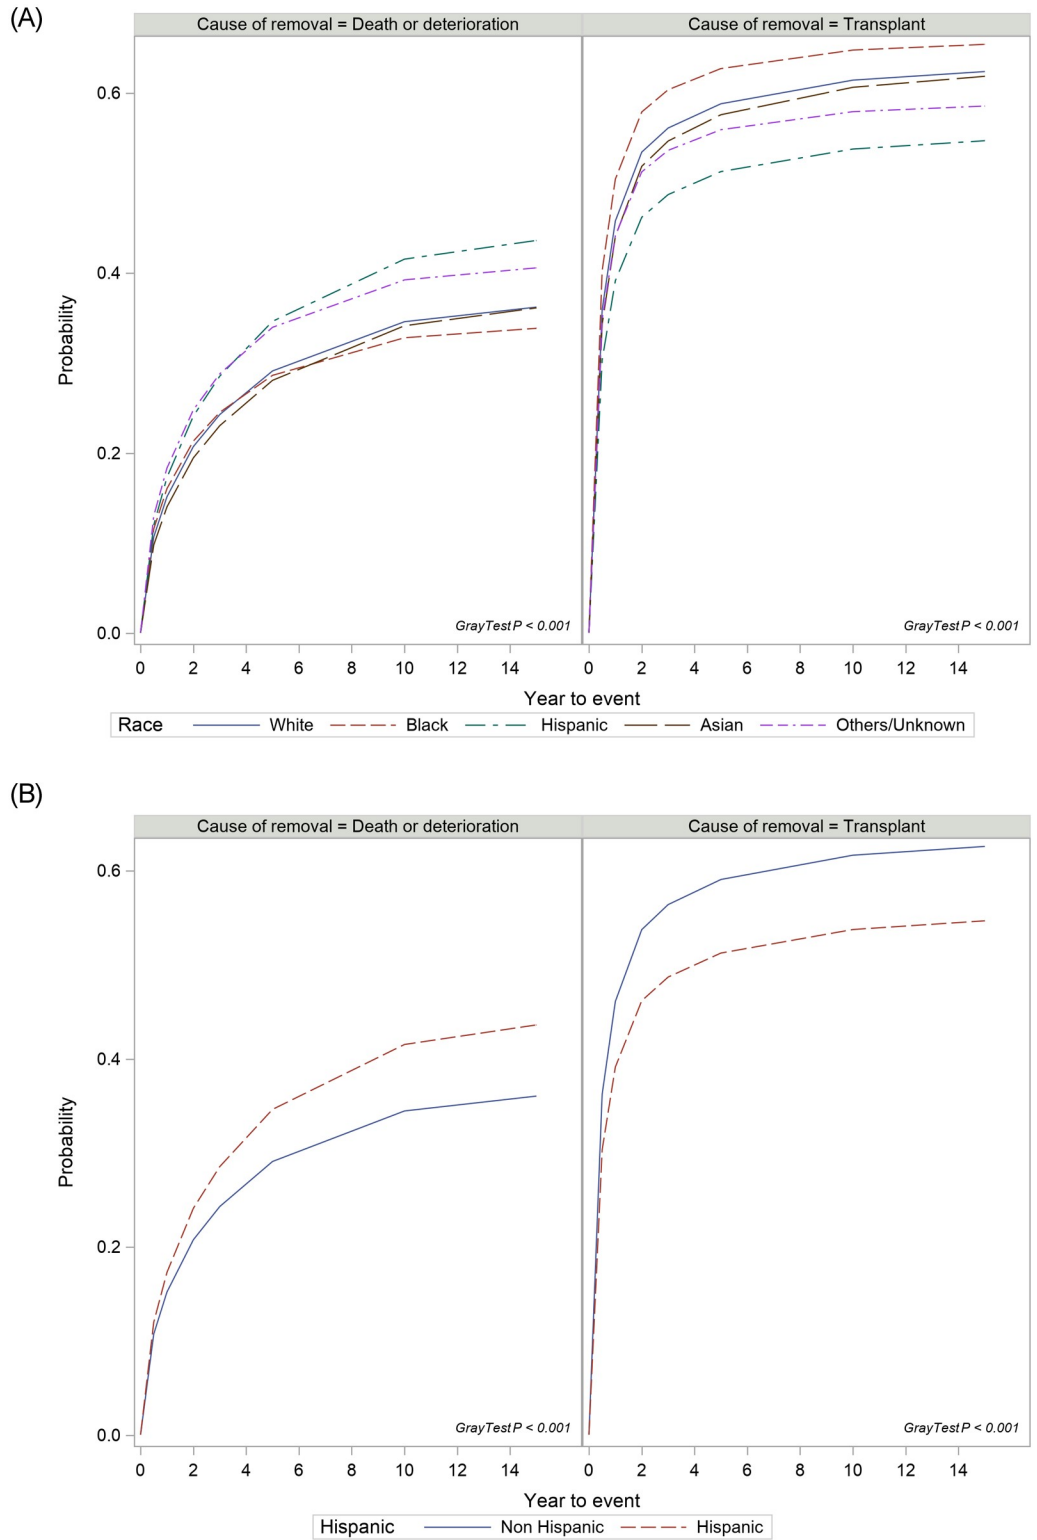 (A)
Cause of removal = Death or deterioration
Cause of removal = Transplant
0.6
0.4
0.2
0.0
Probability
GrayTest P < 0.001
GrayTest P < 0.001
0 2 4 6 8 10 12 14
0 2 4 6 8 10 12 14
Year to event
Race White Black Hispanic Asian Others/Unknown
(B)
Cause of removal = Death or deterioration
Cause of removal = Transplant
0.6
0.4
0.2
0.0
Probability
GrayTest P < 0.001
GrayTest P < 0.001
0 2 4 6 8 10 12 14
0 2 4 6 8 10 12 14
Year to event
Hispanic Non Hispanic Hispanic